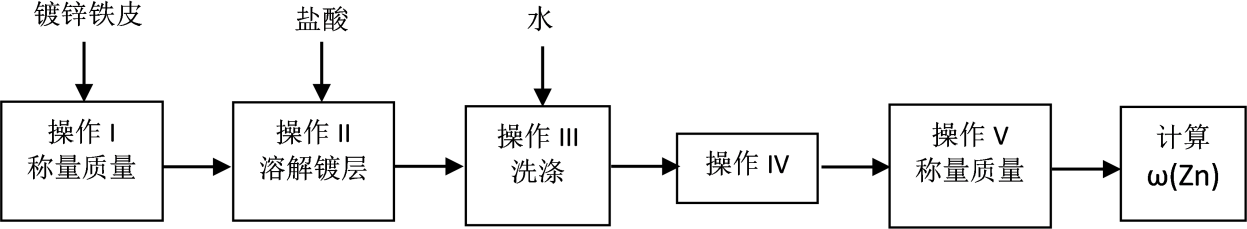 镀锌铁皮
盐酸
水
操作 I
称量质量
操作 II
溶解镀层
操作 III
洗涤
操作 IV
操作 V
称量质量
计算
ω(Zn)